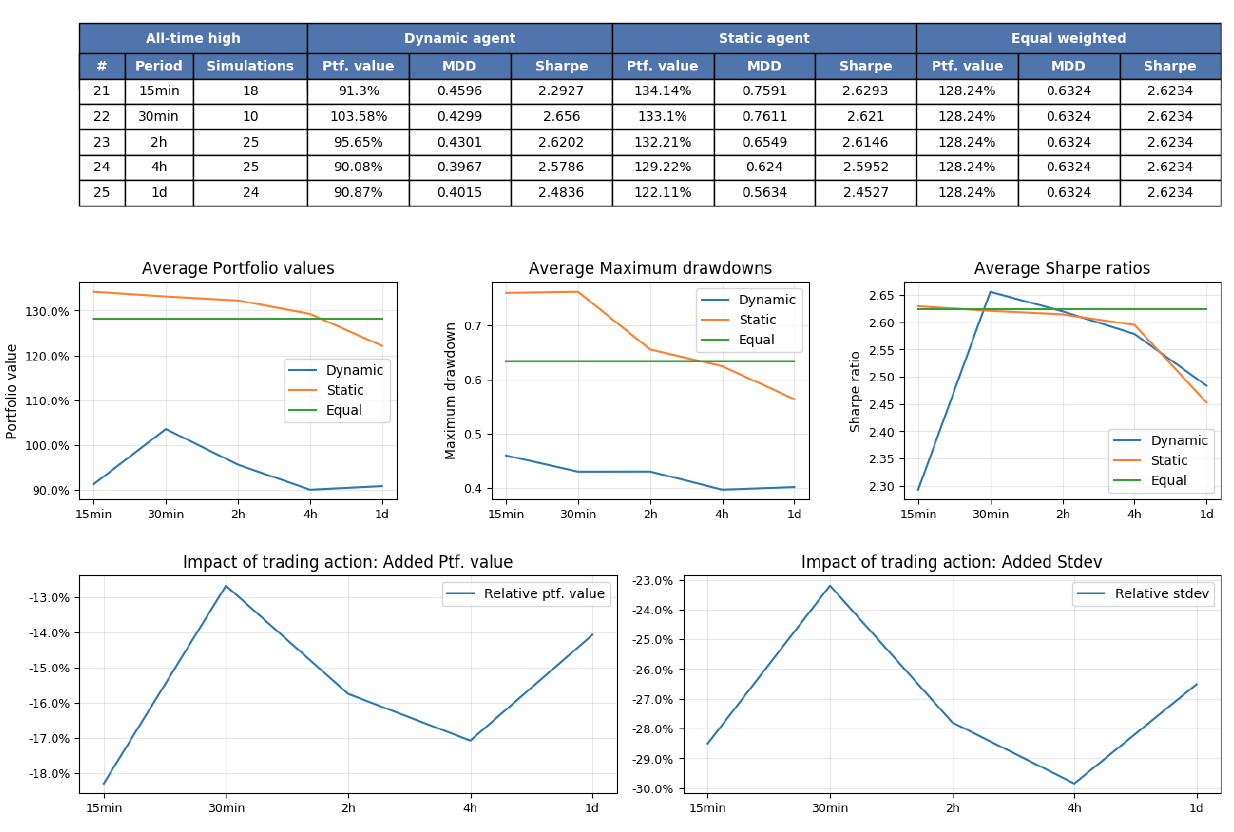 All-time high Dynamic agent Static agent Equal weighted
# Period Simulations Ptf. value MDD Sharpe Ptf. value MDD Sharpe Ptf. value MDD Sharpe
21 15min 18 91.3% 0.4596 2.2927 134.14% 0.7591 2.6293 128.24% 0.6324 2.6234
22 30min 10 103.58% 0.4299 2.656 133.1% 0.7611 2.621 128.24% 0.6324 2.6234
23 2h 25 95.65% 0.4301 2.6202 132.21% 0.6549 2.6146 128.24% 0.6324 2.6234
24 4h 25 90.08% 0.3967 2.5786 129.22% 0.624 2.5952 128.24% 0.6324 2.6234
25 1d 24 90.87% 0.4015 2.4836 122.11% 0.5634 2.4527 128.24% 0.6324 2.6234
Average Portfolio values
Portfolio value
130.0%
120.0%
110.0%
100.0%
90.0%
Dynamic
Static
Equal
15min 30min 2h 4h 1d
Average Maximum drawdowns
Maximum drawdown
0.7
0.6
0.5
0.4
Dynamic
Static
Equal
15min 30min 2h 4h 1d
Average Sharpe ratios
Sharpe ratio
2.65
2.60
2.55
2.50
2.45
2.40
2.35
2.30
Dynamic
Static
Equal
15min 30min 2h 4h 1d
Impact of trading action: Added Ptf. value
-13.0%
-14.0%
-15.0%
-16.0%
-17.0%
-18.0%
Relative ptf. value
15min 30min 2h 4h 1d
Impact of trading action: Added Stdev
-23.0%
-24.0%
-25.0%
-26.0%
-27.0%
-28.0%
-29.0%
-30.0%
Relative stdev
15min 30min 2h 4h 1d